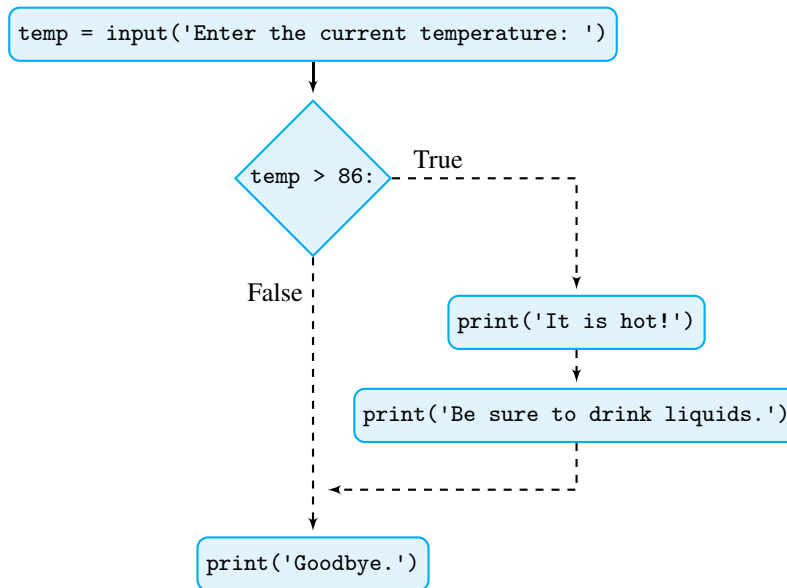 temp = input('Enter the current temperature: ')
temp > 86:
True
False
print('It is hot!')
print('Be sure to drink liquids.')
print('Goodbye.')